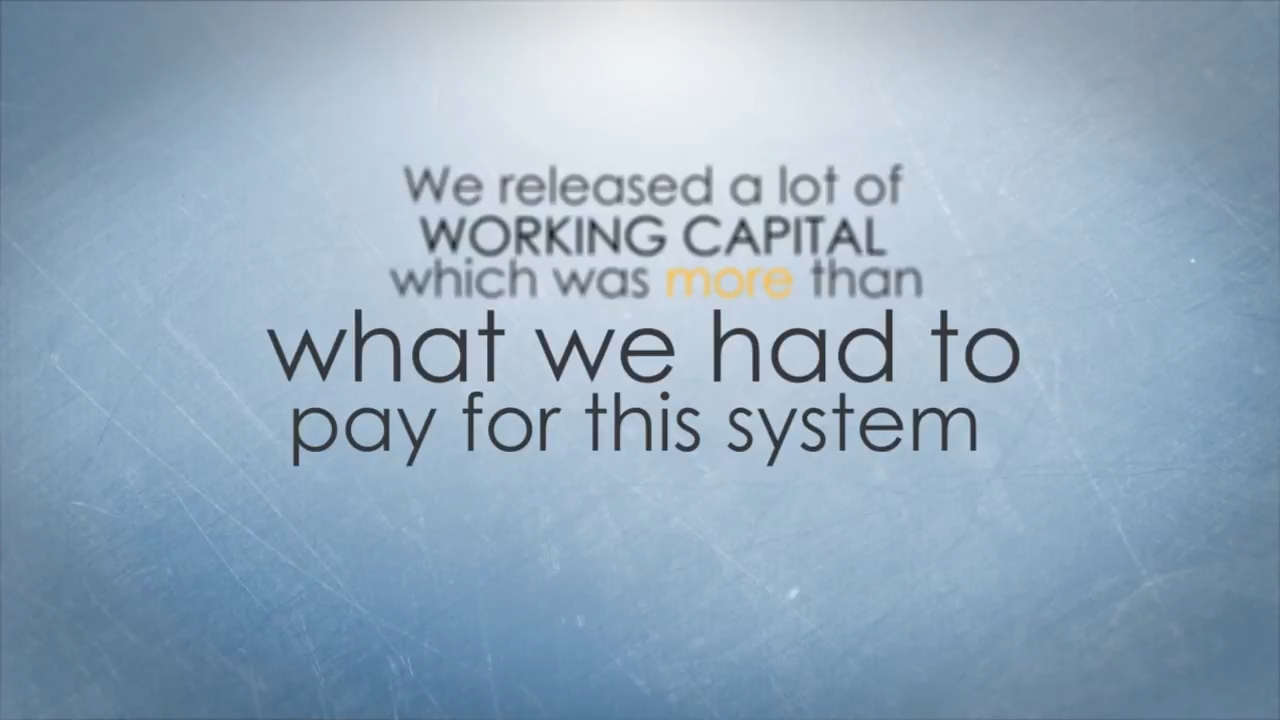 We released a lot of
WORKING CAPITAL
which was more than
what we had to
pay for this system